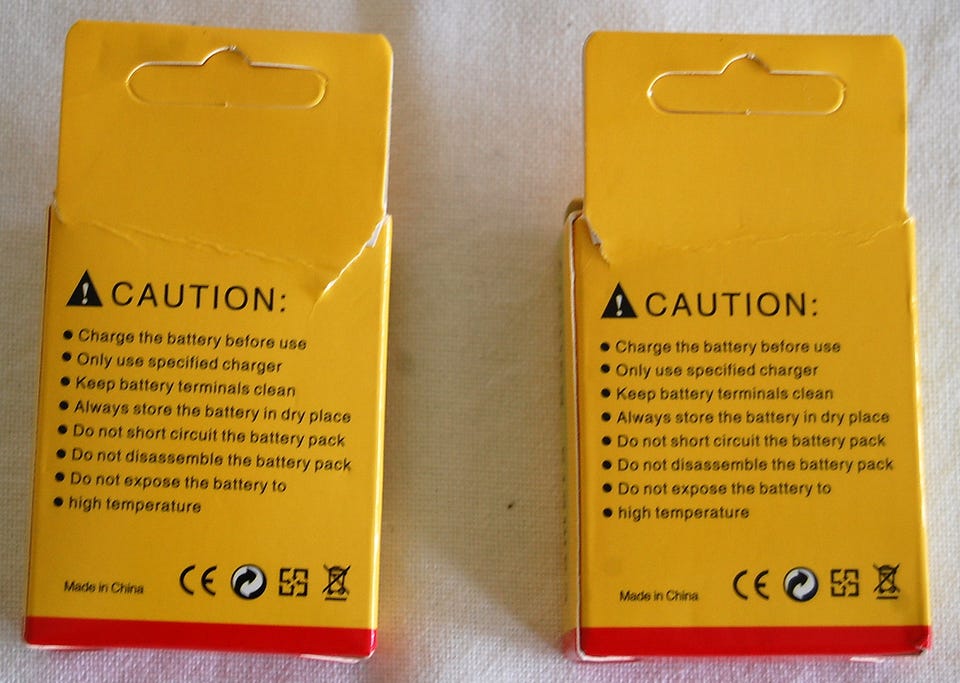 CAUTION:
● Charge the battery before use
● Only use specified charger
● Keep battery terminals clean
● Always store the battery in dry place
● Do not short circuit the battery pack
● Do not disassemble the battery pack
● Do not expose the battery to
● high temperature
Made in China CE
CAUTION:
● Charge the battery before use
● Only use specified charger
● Keep battery terminals clean
● Always store the battery in dry place
● Do not short circuit the battery pack
● Do not disassemble the battery pack
● Do not expose the battery to
● high temperature
Made in China CE